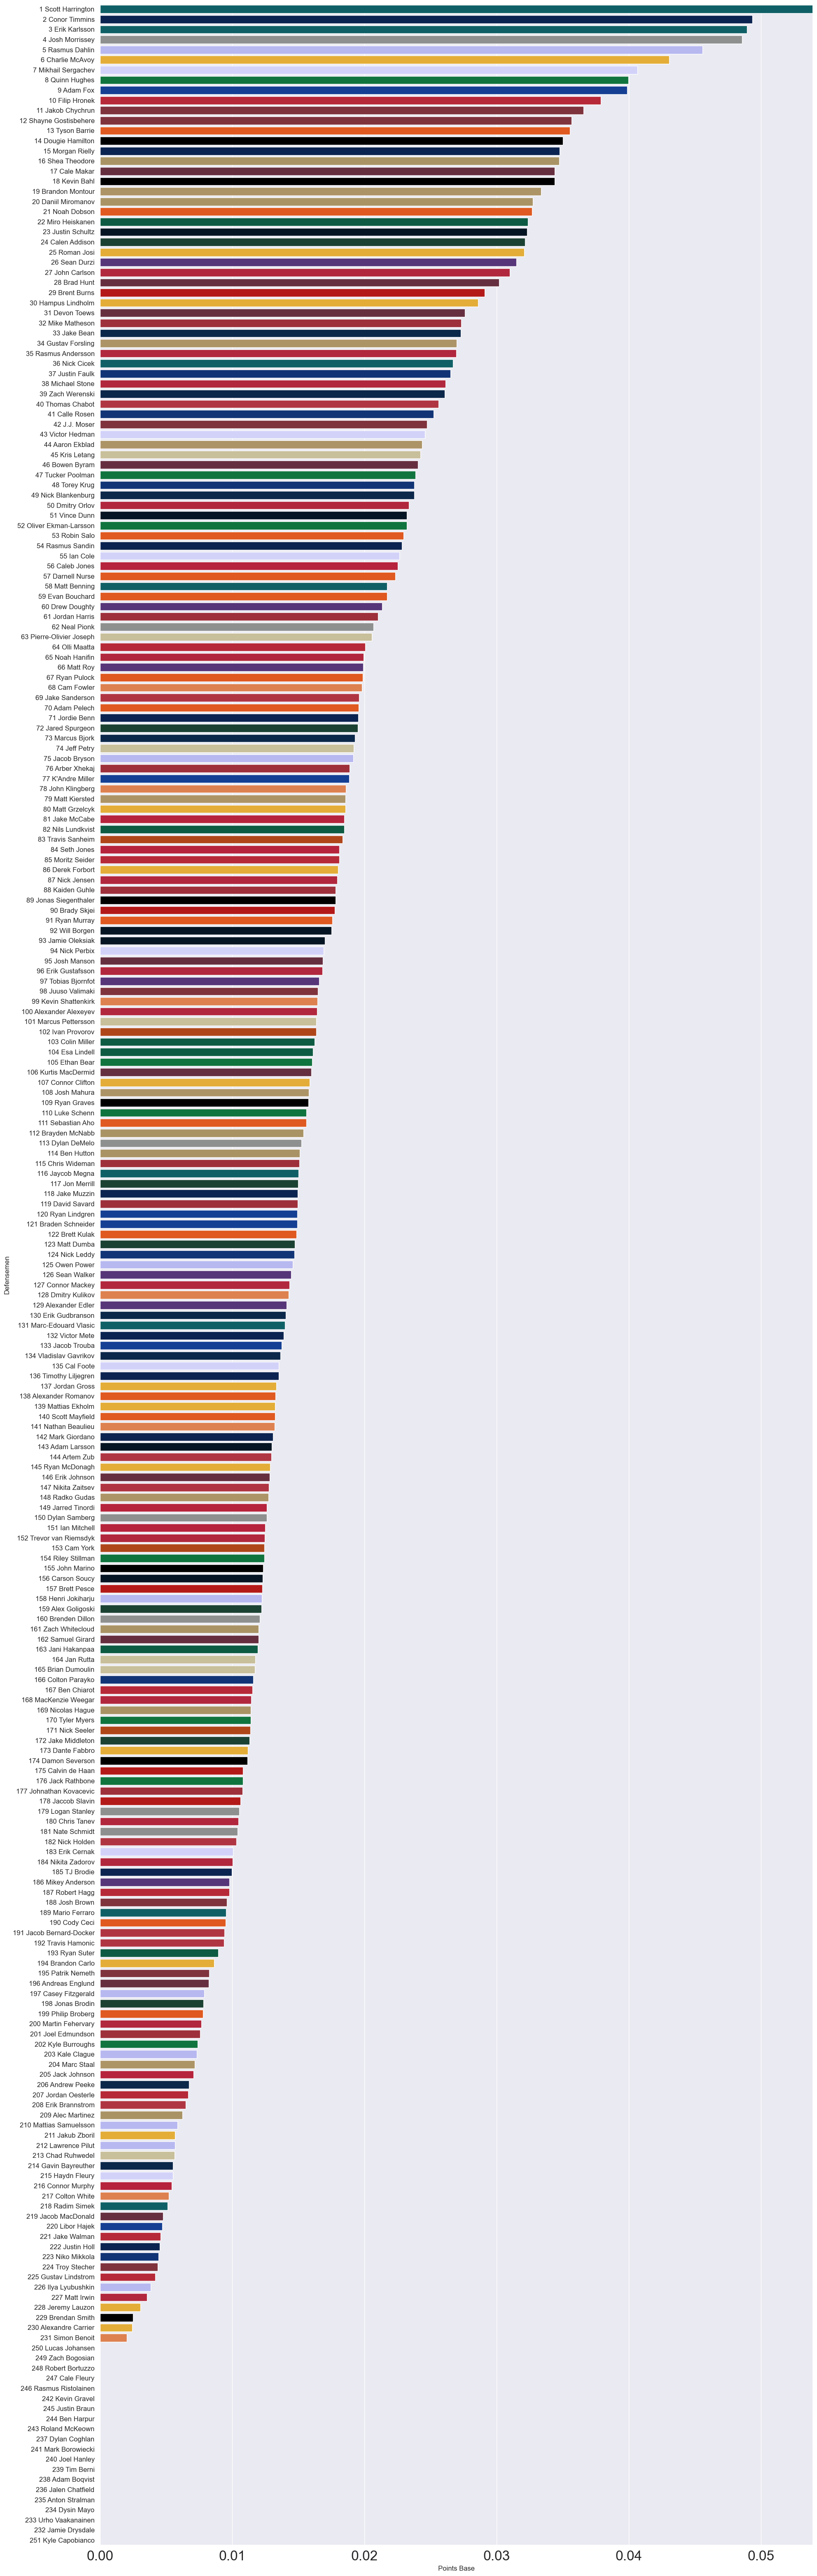 1 Scott Harrington
2 Conor Timmins
3 Erik Karlsson
4 Josh Morrissey
5 Rasmus Dahlin
6 Charlie McAvoy
7 Mikhail Sergachev
8 Quinn Hughes
9 Adam Fox
10 Filip Hronek
11 Jakob Chychrun
12 Shayne Gostisbehere
13 Tyson Barrie
14 Dougie Hamilton
15 Morgan Rielly
16 Shea Theodore
17 Cale Makar
18 Kevin Bahl
19 Brandon Montour
20 Daniil Miromanov
21 Noah Dobson
22 Miro Heiskanen
23 Justin Schultz
24 Calen Addison
25 Roman Josi
26 Sean Durzi
27 John Carlson
28 Brad Hunt
29 Brent Burns
30 Hampus Lindholm
31 Devon Toews
32 Mike Matheson
33 Jake Bean
34 Gustav Forsling
35 Rasmus Andersson
36 Nick Cicek
37 Justin Faulk
38 Michael Stone
39 Zach Werenski
40 Thomas Chabot
41 Calle Rosen
42 J.J. Moser
43 Victor Hedman
44 Aaron Ekblad
45 Kris Letang
46 Bowen Byram
47 Tucker Poolman
48 Torey Krug
49 Nick Blankenburg
50 Dmitry Orlov
51 Vince Dunn
52 Oliver Ekman-Larsson
53 Robin Salo
54 Rasmus Sandin
55 Ian Cole
56 Caleb Jones
57 Darnell Nurse
58 Matt Benning
59 Evan Bouchard
60 Drew Doughty
61 Jordan Harris
62 Neal Pionk
63 Pierre-Olivier Joseph
64 Olli Maatta
65 Noah Hanifin
66 Matt Roy
67 Ryan Pulock
68 Cam Fowler
69 Jake Sanderson
70 Adam Pelech
71 Jordie Benn
72 Jared Spurgeon
73 Marcus Bjork
74 Jeff Petry
75 Jacob Bryson
76 Arber Xhekaj
77 K'Andre Miller
78 John Klingberg
79 Matt Kiersted
80 Matt Grzelcyk
81 Jake McCabe
82 Nils Lundkvist
83 Travis Sanheim
84 Seth Jones
85 Moritz Seider
86 Derek Forbort
87 Nick Jensen
88 Kaiden Guhle
89 Jonas Siegenthaler
90 Brady Skjei
91 Ryan Murray
92 Will Borgen
93 Jamie Oleksiak
94 Nick Perbix
95 Josh Manson
96 Erik Gustafsson
97 Tobias Bjornfot
98 Juuso Valimaki
99 Kevin Shattenkirk
100 Alexander Alexeyev
101 Marcus Pettersson
102 Ivan Provorov
103 Colin Miller
104 Esa Lindell
105 Ethan Bear
106 Kurtis MacDermid
107 Connor Clifton
108 Josh Mahura
109 Ryan Graves
110 Luke Schenn
111 Sebastian Aho
112 Brayden McNabb
113 Dylan DeMelo
114 Ben Hutton
115 Chris Wideman
116 Jaycob Megna
117 Jon Merrill
118 Jake Muzzin
119 David Savard
120 Ryan Lindgren
121 Braden Schneider
122 Brett Kulak
123 Matt Dumba
124 Nick Leddy
125 Owen Power
126 Sean Walker
127 Connor Mackey
128 Dmitry Kulikov
129 Alexander Edler
130 Erik Gudbranson
131 Marc-Edouard Vlasic
132 Victor Mete
133 Jacob Trouba
134 Vladislav Gavrikov
135 Cal Foote
136 Timothy Liljegren
137 Jordan Gross
138 Alexander Romanov
139 Mattias Ekholm
140 Scott Mayfield
141 Nathan Beaulieu
142 Mark Giordano
143 Adam Larsson
144 Artem Zub
145 Ryan McDonagh
146 Erik Johnson
147 Nikita Zaitsev
148 Radko Gudas
149 Jarred Tinordi
150 Dylan Samberg
151 Ian Mitchell
152 Trevor van Riemsdyk
153 Cam York
154 Riley Stillman
155 John Marino
156 Carson Soucy
157 Brett Pesce
158 Henri Jokiharju
159 Alex Goligoski
160 Brenden Dillon
161 Zach Whitecloud
162 Samuel Girard
163 Jani Hakanpaa
164 Jan Rutta
165 Brian Dumoulin
166 Colton Parayko
167 Ben Chiarot
168 MacKenzie Weegar
169 Nicolas Hague
170 Tyler Myers
171 Nick Seeler
172 Jake Middleton
173 Dante Fabbro
174 Damon Severson
175 Calvin de Haan
176 Jack Rathbone
177 Johnathan Kovacevic
178 Jaccob Slavin
179 Logan Stanley
180 Chris Tanev
181 Nate Schmidt
182 Nick Holden
183 Erik Cernak
184 Nikita Zadorov
185 TJ Brodie
186 Mikey Anderson
187 Robert Hagg
188 Josh Brown
189 Mario Ferraro
190 Cody Ceci
191 Jacob Bernard-Docker
192 Travis Hamonic
193 Ryan Suter
194 Brandon Carlo
195 Patrik Nemeth
196 Andreas Englund
197 Casey Fitzgerald
198 Jonas Brodin
199 Philip Broberg
200 Martin Fehervary
201 Joel Edmundson
202 Kyle Burroughs
203 Kale Clague
204 Marc Staal
205 Jack Johnson
206 Andrew Peeke
207 Jordan Oesterle
208 Erik Brannstrom
209 Alec Martinez
210 Mattias Samuelsson
211 Jakub Zboril
212 Lawrence Pilut
213 Chad Ruhwedel
214 Gavin Bayreuther
215 Haydn Fleury
216 Connor Murphy
217 Colton White
218 Radim Simek
219 Jacob MacDonald
220 Libor Hajek
221 Jake Walman
222 Justin Holl
223 Niko Mikkola
224 Troy Stecher
225 Gustav Lindstrom
226 Ilya Lyubushkin
227 Matt Irwin
228 Jeremy Lauzon
229 Brendan Smith
230 Alexandre Carrier
231 Simon Benoit
250 Lucas Johansen
249 Zach Bogosian
248 Robert Bortuzzo
247 Cale Fleury
246 Rasmus Ristolainen
242 Kevin Gravel
245 Justin Braun
244 Ben Harpur
243 Roland McKeown
237 Dylan Coghlan
241 Mark Borowiecki
240 Joel Hanley
239 Tim Berni
238 Adam Boqvist
236 Jalen Chatfield
235 Anton Stralman
234 Dysin Mayo
233 Urho Vaakanainen
232 Jamie Drysdale
251 Kyle Capobianco
Defensemen
0.00 0.01 0.02 0.03 0.04 0.05
Points Base